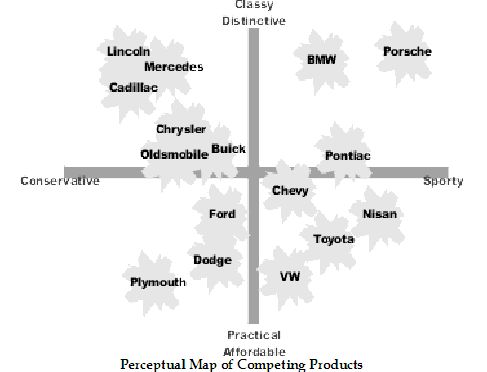 Classy
Distinctive
Lincoln
Mercedes
Cadillac
BMW
Porsche
Chrysler
Oldsmobile
Buick
Pontiac
Conservative
Sporty
Chevy
Ford
Nisan
Toyota
Dodge
Plymouth
VW
Practical
Affordable
Perceptual Map of Competing Products